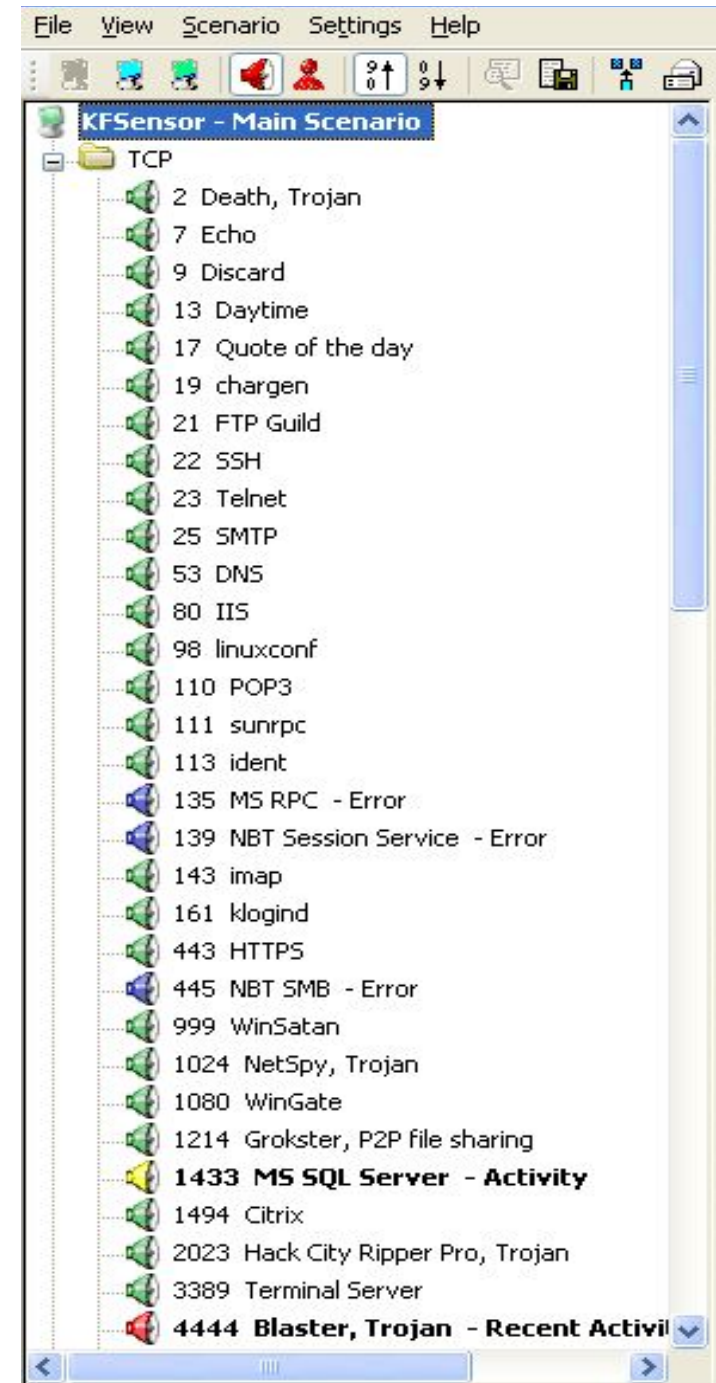 File View Scenario Settings Help
KFSensor - Main Scenario
TCP
2 Death, Trojan
7 Echo
9 Discard
13 Daytime
17 Quote of the day
19 chargen
21 FTP Guild
22 SSH
23 Telnet
25 SMTP
53 DNS
80 IIS
98 linuxconf
110 POP3
111 sunrpc
113 ident
135 MS RPC - Error
139 NBT Session Service - Error
143 imap
161 klogind
443 HTTPS
445 NBT SMB - Error
999 WinSatan
1024 NetSpy, Trojan
1080 WinGate
1214 Grokster, P2P file sharing
1433 MS SQL Server - Activity
1494 Citrix
2023 Hack City Ripper Pro, Trojan
3389 Terminal Server
4444 Blaster, Trojan - Recent Activi